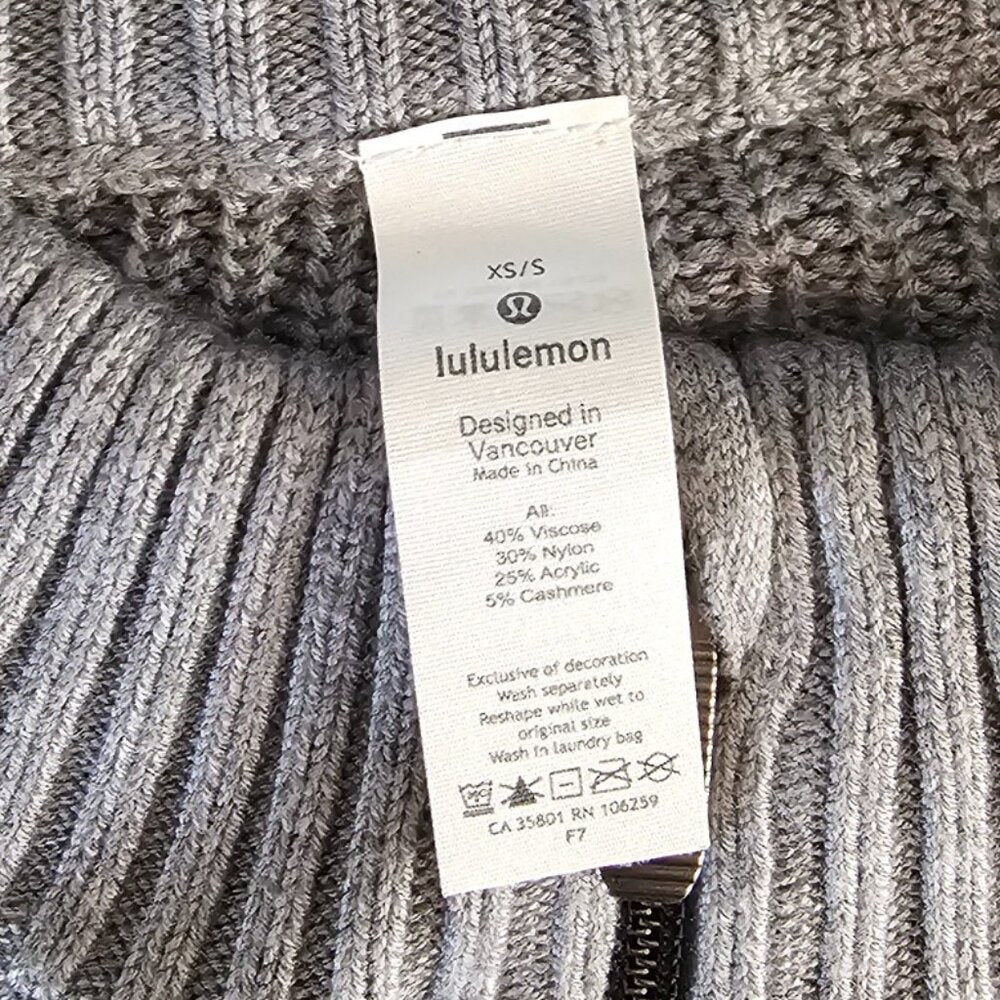 XS/S
lululemon
Designed in
Vancouver
Made in China
All:
40% Viscose
30% Nylon
25% Acrylic
5% Cashmere
Exclusive of decoration
Wash separately
Reshape while wet to
original size
Wash in laundry bag
CA 35801 RN 106259
F7